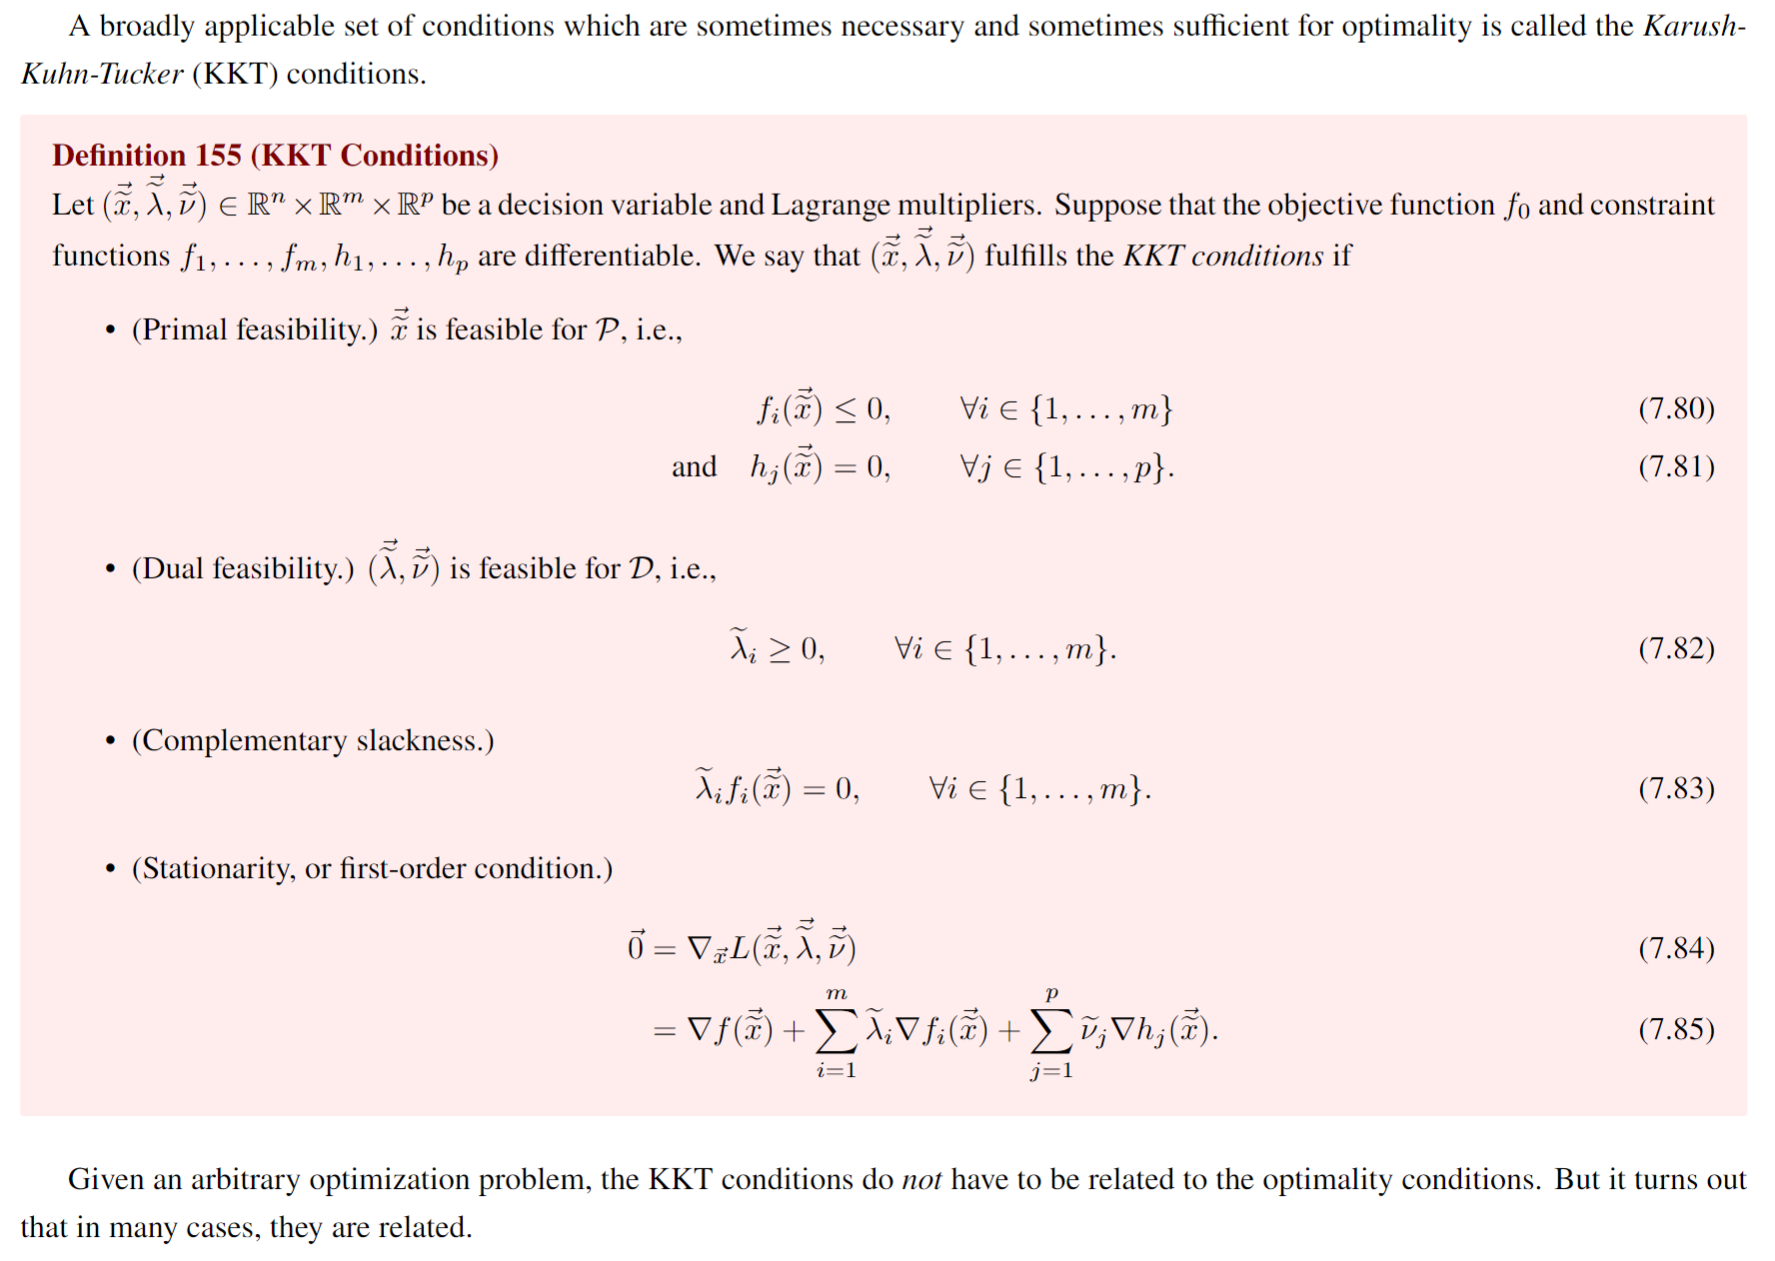 A broadly applicable set of conditions which are sometimes necessary and sometimes sufficient for optimality is called the Karush-
Kuhn-Tucker (KKT) conditions.
Definition 155 (KKT Conditions)
Let $(\vec{\tilde{x}}, \vec{\tilde{\lambda}}, \vec{\tilde{\nu}}) \in \mathbb{R}^n \times \mathbb{R}^m \times \mathbb{R}^p$ be a decision variable and Lagrange multipliers. Suppose that the objective function $f_0$ and constraint
functions $f_1, \ldots, f_m, h_1, \ldots, h_p$ are differentiable. We say that $(\vec{\tilde{x}}, \vec{\tilde{\lambda}}, \vec{\tilde{\nu}})$ fulfills the KKT conditions if
• (Primal feasibility.) $\vec{\tilde{x}}$ is feasible for $\mathcal{P}$, i.e.,
$f_i(\vec{\tilde{x}}) \leq 0, \quad \forall i \in \{1, \ldots, m\}$ (7.80)
and $h_j(\vec{\tilde{x}}) = 0, \quad \forall j \in \{1, \ldots, p\}.$ (7.81)
• (Dual feasibility.) $(\vec{\tilde{\lambda}}, \vec{\tilde{\nu}})$ is feasible for $\mathcal{D}$, i.e.,
$\tilde{\lambda}_i \geq 0, \quad \forall i \in \{1, \ldots, m\}.$ (7.82)
• (Complementary slackness.)
$\tilde{\lambda}_i f_i(\vec{\tilde{x}}) = 0, \quad \forall i \in \{1, \ldots, m\}.$ (7.83)
• (Stationarity, or first-order condition.)
$\vec{0} = \nabla_{\vec{x}} L(\vec{\tilde{x}}, \vec{\tilde{\lambda}}, \vec{\tilde{\nu}})$ (7.84)
$= \nabla f(\vec{\tilde{x}}) + \sum_{i=1}^{m} \tilde{\lambda}_i \nabla f_i(\vec{\tilde{x}}) + \sum_{j=1}^{p} \tilde{\nu}_j \nabla h_j(\vec{\tilde{x}}).$ (7.85)
Given an arbitrary optimization problem, the KKT conditions do not have to be related to the optimality conditions. But it turns out
that in many cases, they are related.